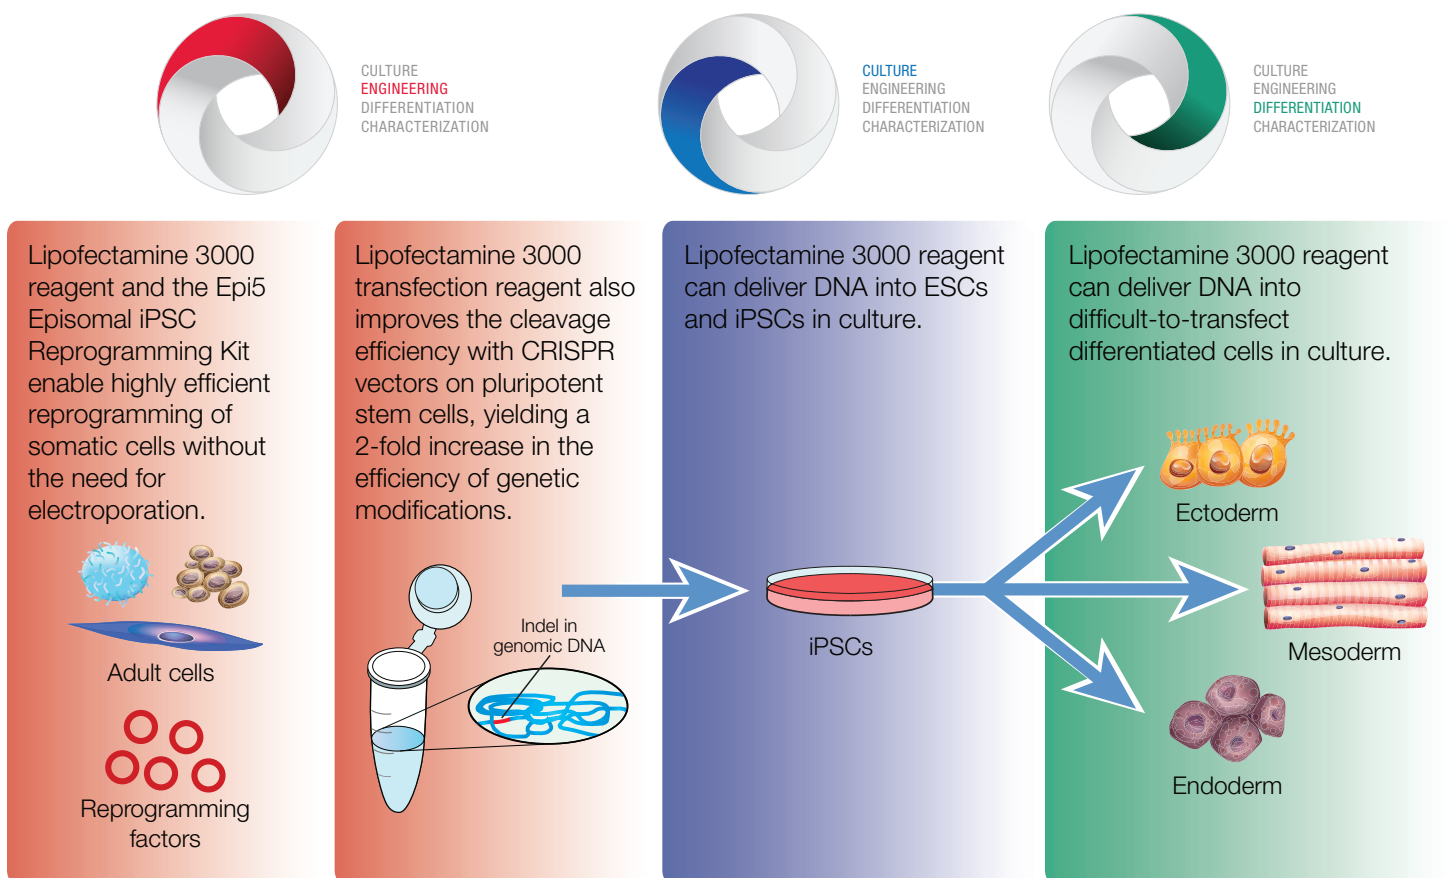 CULTURE
ENGINEERING
DIFFERENTIATION
CHARACTERIZATION
CULTURE
ENGINEERING
DIFFERENTIATION
CHARACTERIZATION
CULTURE
ENGINEERING
DIFFERENTIATION
CHARACTERIZATION
Lipofectamine 3000
reagent and the Epi5
Episomal iPSC
Reprogramming Kit
enable highly efficient
reprogramming of
somatic cells without
the need for
electroporation.
Adult cells
Reprogramming
factors
Lipofectamine 3000
transfection reagent also
improves the cleavage
efficiency with CRISPR
vectors on pluripotent
stem cells, yielding a
2-fold increase in the
efficiency of genetic
modifications.
Indel in
genomic DNA
Lipofectamine 3000 reagent
can deliver DNA into ESCs
and iPSCs in culture.
iPSCs
Lipofectamine 3000 reagent
can deliver DNA into
difficult-to-transfect
differentiated cells in culture.
Ectoderm
Mesoderm
Endoderm